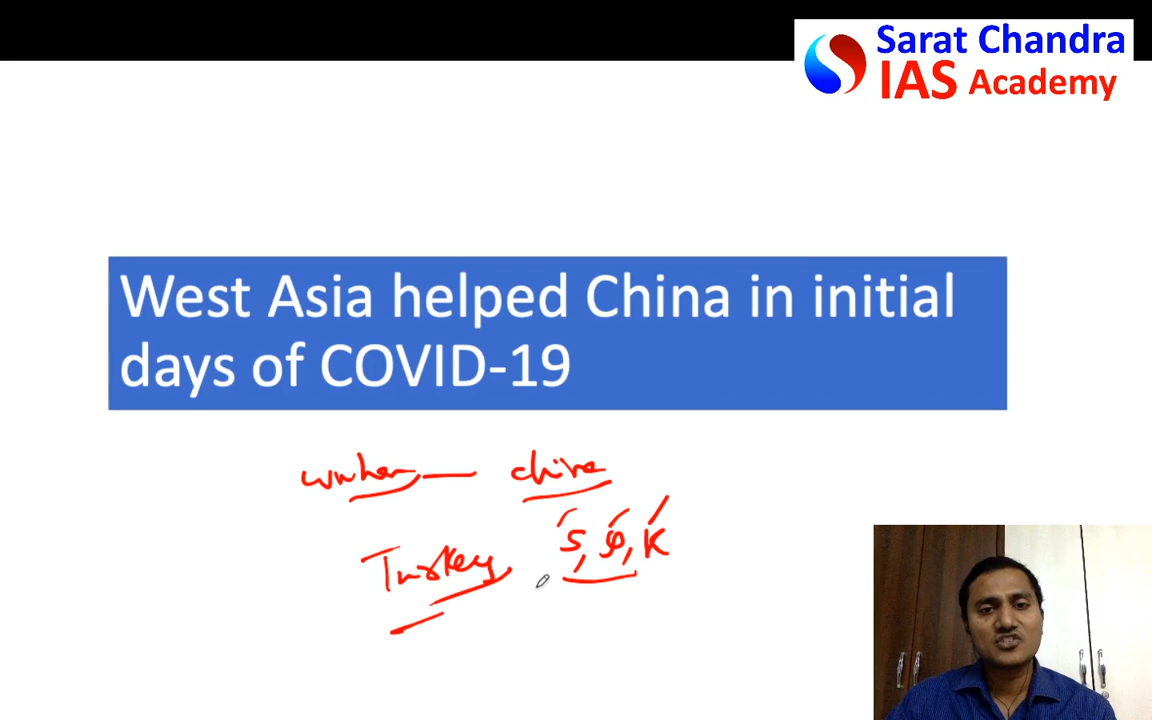 Sarat Chandra
IAS Academy
West Asia helped China in initial
days of COVID-19
wuhan — china
Turkey S, Q, K